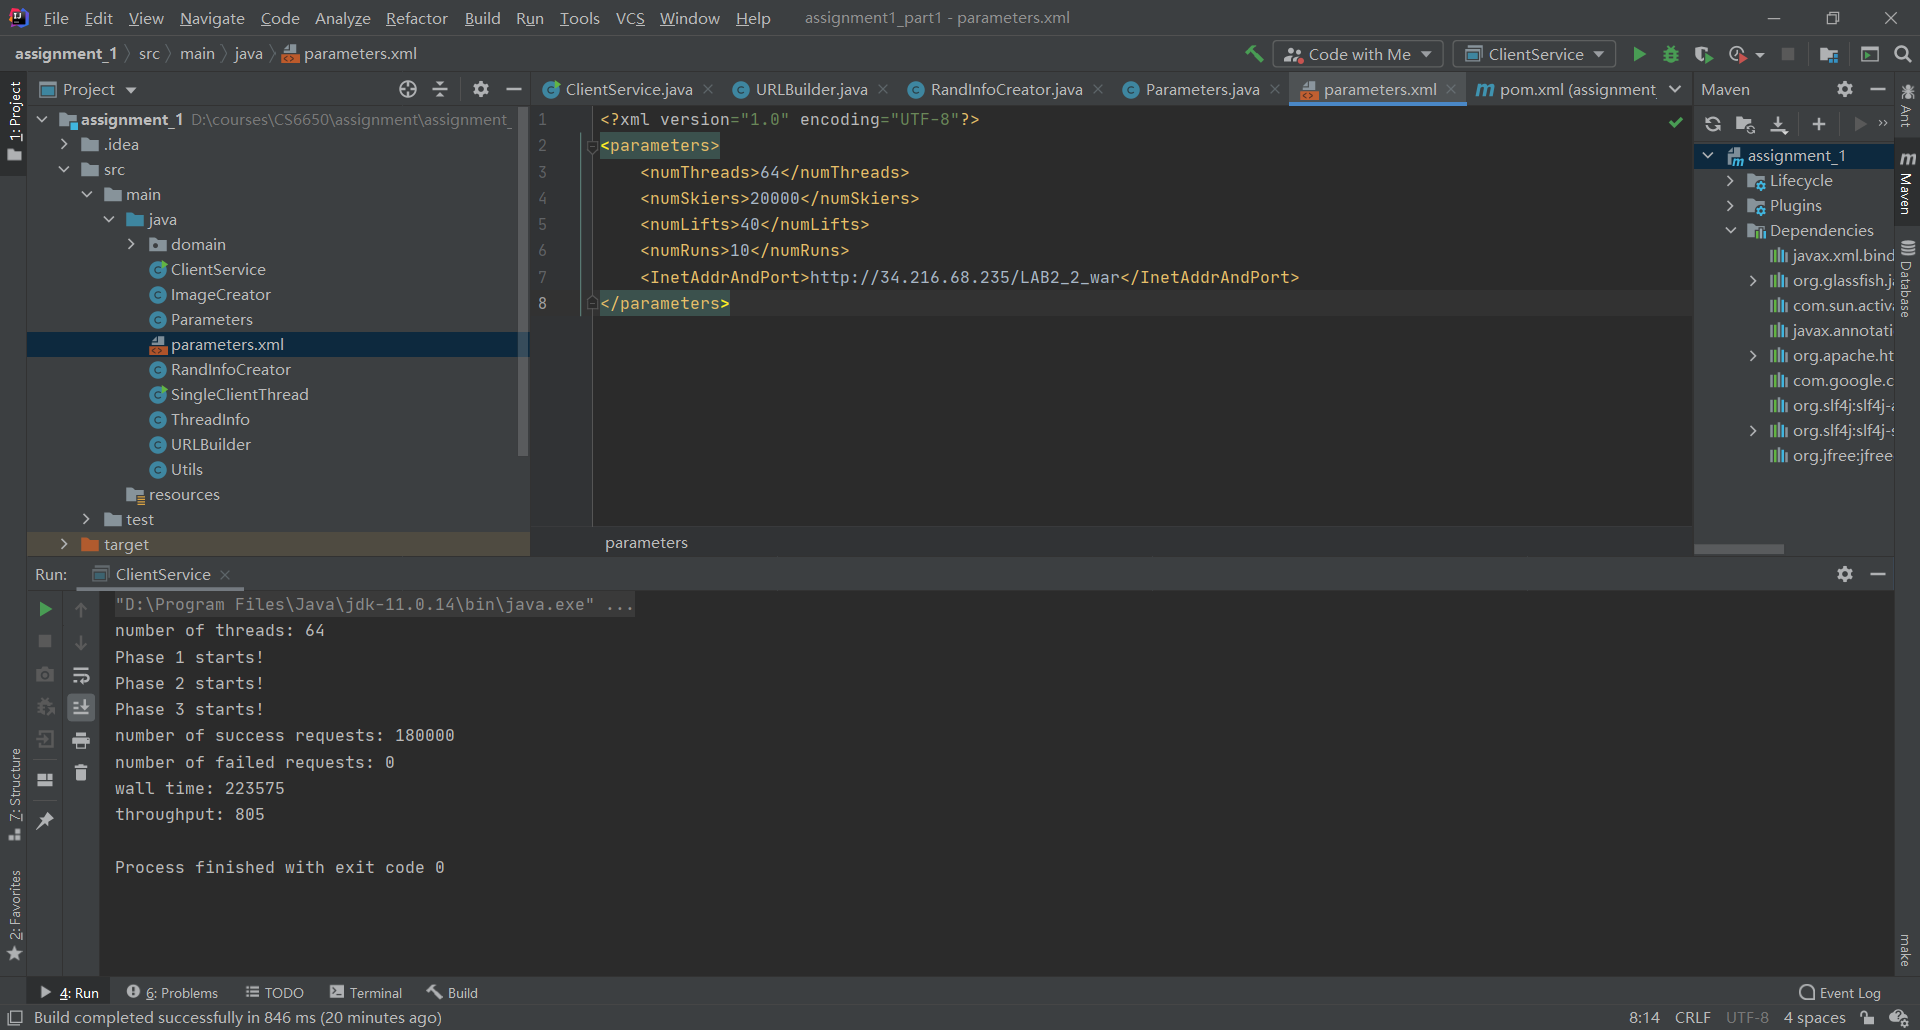 File Edit View Navigate Code Analyze Refactor Build Run Tools VCS Window Help assignment1_part1 - parameters.xml
assignment_1 src main java parameters.xml Code with Me ClientService
1: Project
Project
ClientService.java URLBuilder.java RandInfoCreator.java Parameters.java parameters.xml pom.xml (assignment_
Maven
assignment_1 D:\courses\CS6650\assignment\assignment_
.idea
src
main
java
domain
ClientService
ImageCreator
Parameters
parameters.xml
RandInfoCreator
SingleClientThread
ThreadInfo
URLBuilder
Utils
resources
test
target
1 <?xml version="1.0" encoding="UTF-8"?>
2 <parameters>
3 <numThreads>64</numThreads>
4 <numSkiers>20000</numSkiers>
5 <numLifts>40</numLifts>
6 <numRuns>10</numRuns>
7 <InetAddrAndPort>http://34.216.68.235/LAB2_2_war</InetAddrAndPort>
8 </parameters>
parameters
assignment_1
Lifecycle
Plugins
Dependencies
javax.xml.bind
org.glassfish.ja
com.sun.activa
javax.annotati
org.apache.ht
com.google.c
org.slf4j:slf4j-a
org.slf4j:slf4j-s
org.jfree:jfree
Ant
Maven
Database
make
Run: ClientService
"D:\Program Files\Java\jdk-11.0.14\bin\java.exe" ...
number of threads: 64
Phase 1 starts!
Phase 2 starts!
Phase 3 starts!
number of success requests: 180000
number of failed requests: 0
wall time: 223575
throughput: 805
Process finished with exit code 0
7: Structure
2: Favorites
4: Run 6: Problems TODO Terminal Build Event Log
Build completed successfully in 846 ms (20 minutes ago) 8:14 CRLF UTF-8 4 spaces